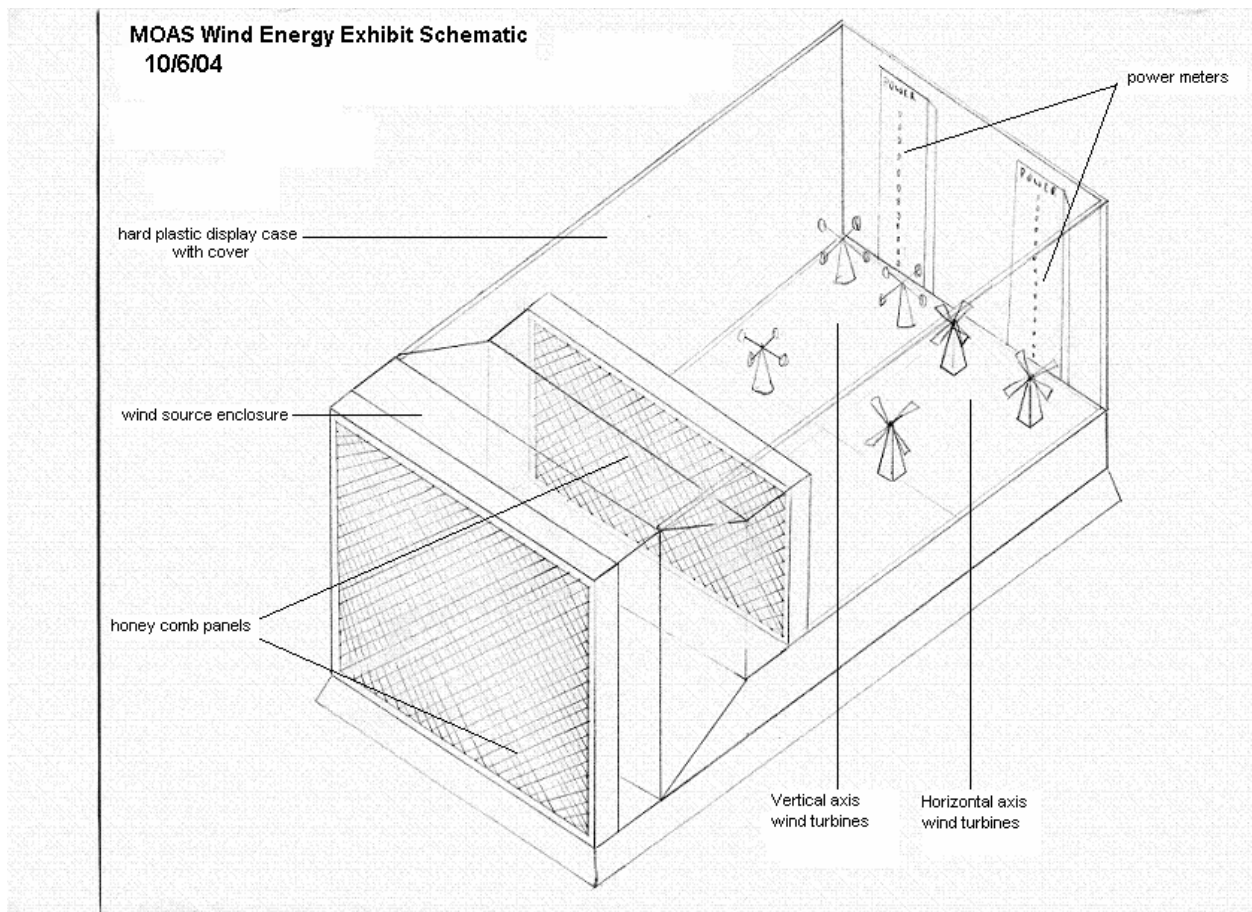 MOAS Wind Energy Exhibit Schematic
10/6/04
power meters
POWER
POWER
hard plastic display case
with cover
wind source enclosure
honey comb panels
Vertical axis
wind turbines
Horizontal axis
wind turbines